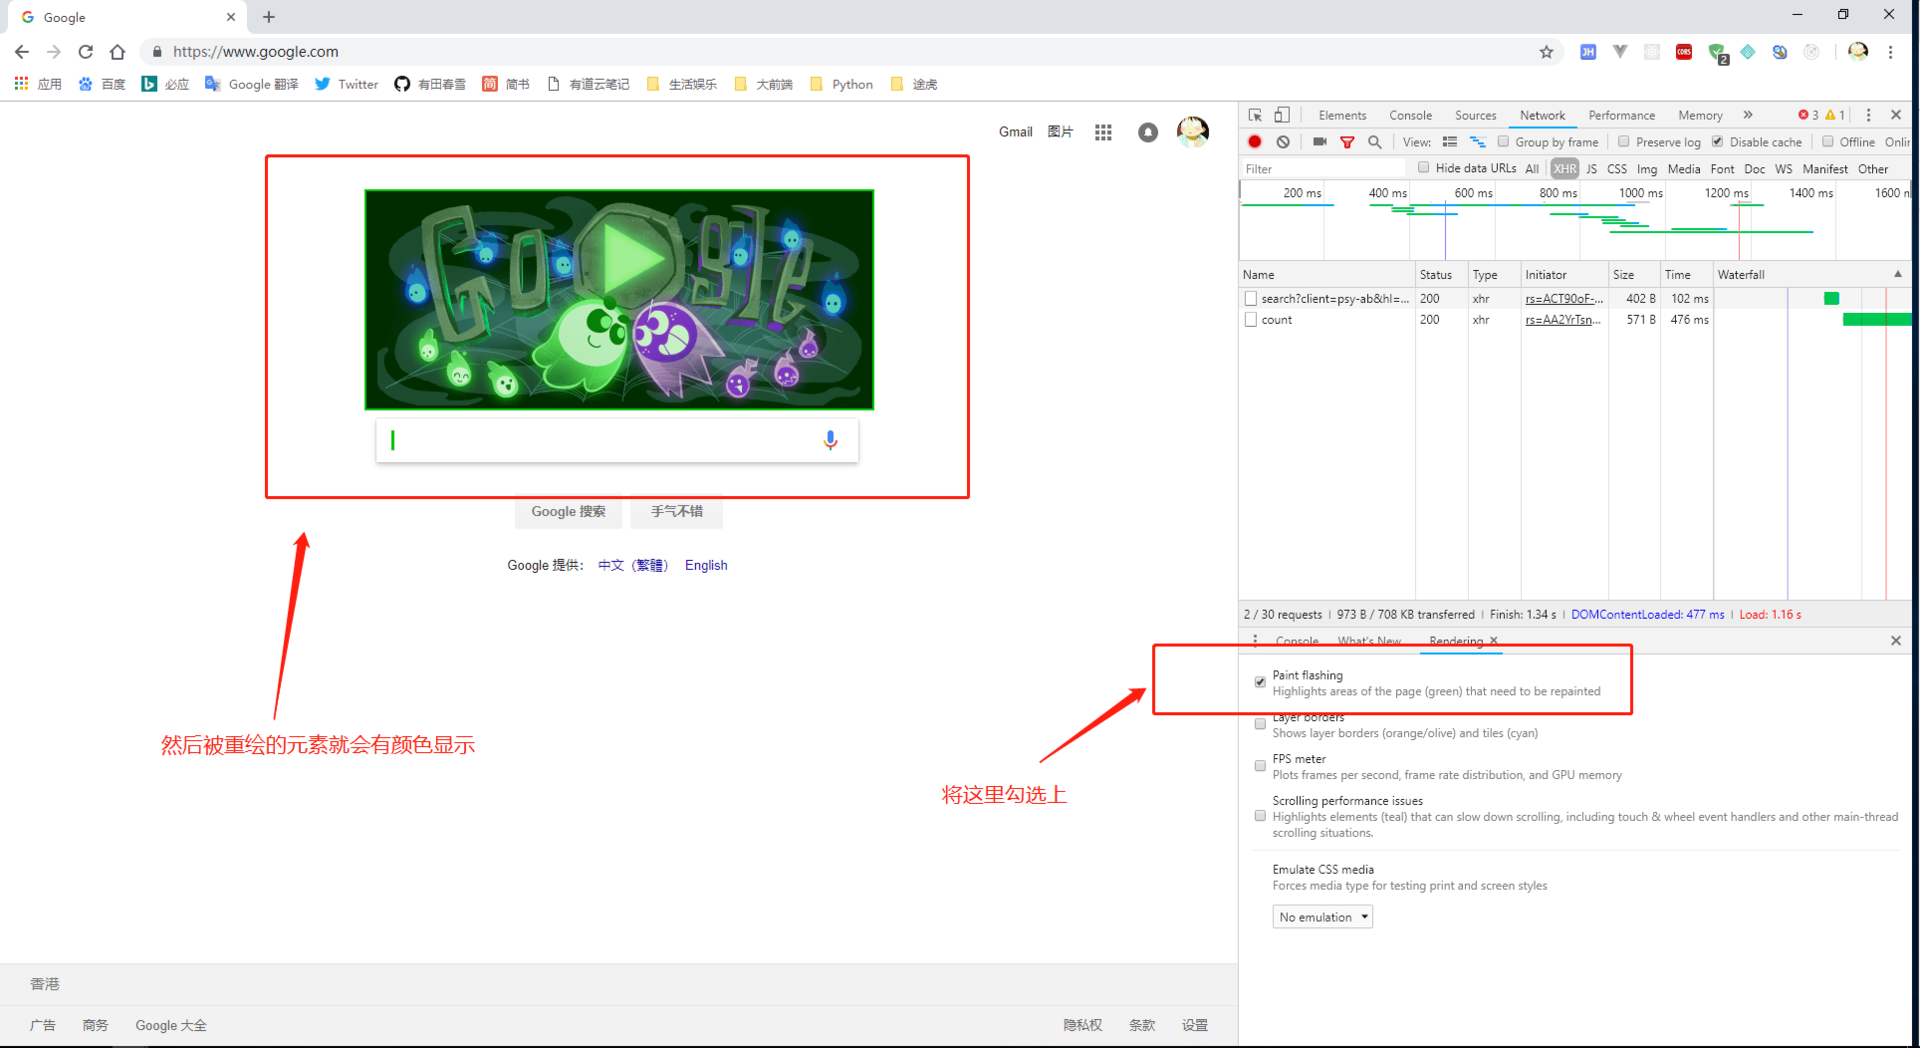 Google
https://www.google.com
JH
CORS
2
应用 百度 必应 Google 翻译 Twitter 有田春雪 简 简书 有道云笔记 生活娱乐 大前端 Python 途虎
Gmail 图片
Google
Google 搜索 手气不错
Google 提供： 中文（繁體） English
然后被重绘的元素就会有颜色显示
将这里勾选上
香港
广告 商务 Google 大全 隐私权 条款 设置
Elements Console Sources Network Performance Memory » 3 1
View: Group by frame Preserve log Disable cache Offline Onlin
Filter Hide data URLs All XHR JS CSS Img Media Font Doc WS Manifest Other
200 ms 400 ms 600 ms 800 ms 1000 ms 1200 ms 1400 ms 1600 n
Name Status Type Initiator Size Time Waterfall
search?client=psy-ab&hl=... 200 xhr rs=ACT90oF-... 402 B 102 ms
count 200 xhr rs=AA2YrTsn... 571 B 476 ms
2 / 30 requests | 973 B / 708 KB transferred | Finish: 1.34 s | DOMContentLoaded: 477 ms | Load: 1.16 s
Console What's New Rendering
Paint flashing
Highlights areas of the page (green) that need to be repainted
Layer borders
Shows layer borders (orange/olive) and tiles (cyan)
FPS meter
Plots frames per second, frame rate distribution, and GPU memory
Scrolling performance issues
Highlights elements (teal) that can slow down scrolling, including touch & wheel event handlers and other main-thread
scrolling situations.
Emulate CSS media
Forces media type for testing print and screen styles
No emulation